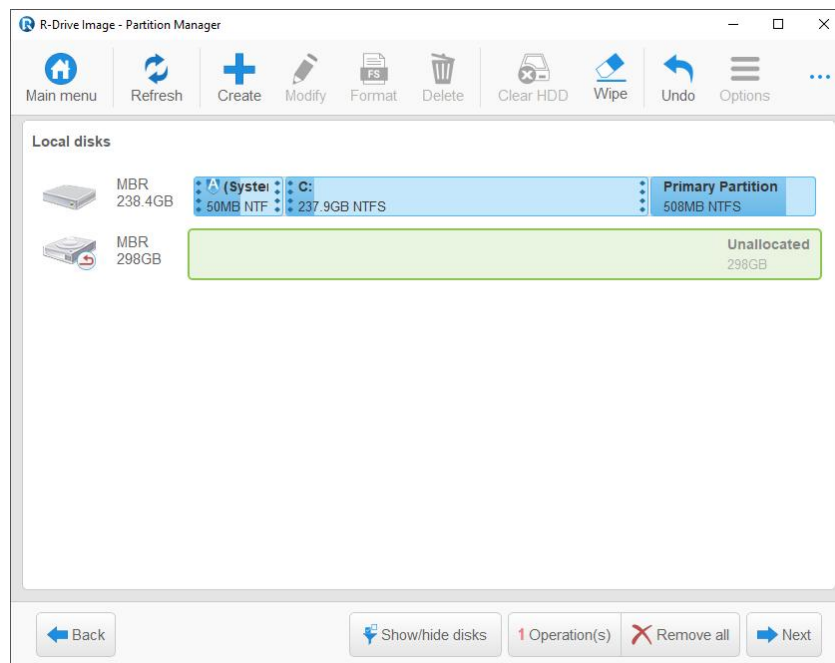 R-Drive Image - Partition Manager
Main menu
Refresh
Create
Modify
FS
Format
Delete
Clear HDD
Wipe
Undo
Options
Local disks
MBR
238.4GB
(Syste
50MB NTF
C:
237.9GB NTFS
Primary Partition
508MB NTFS
MBR
298GB
Unallocated
298GB
Back
Show/hide disks
1 Operation(s)
Remove all
Next